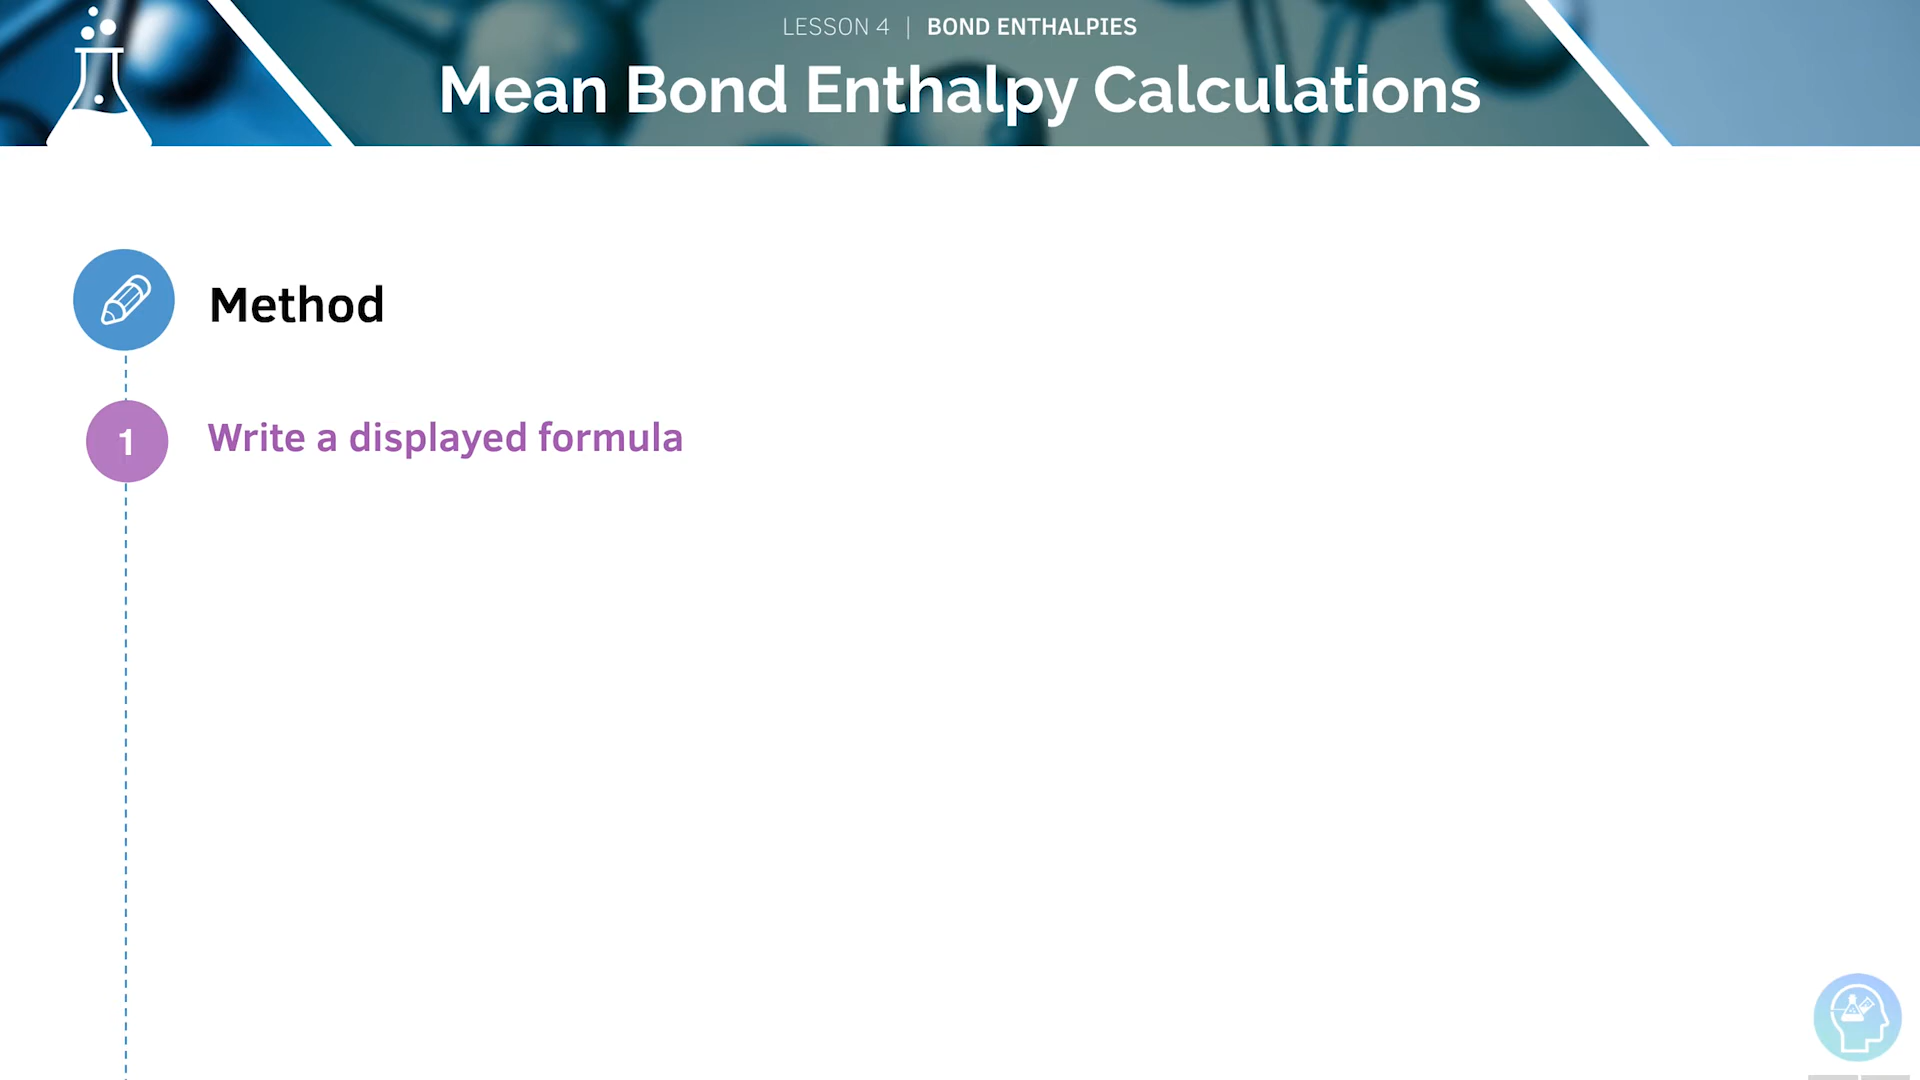 LESSON 4 | BOND ENTHALPIES
Mean Bond Enthalpy Calculations
Method
1 Write a displayed formula